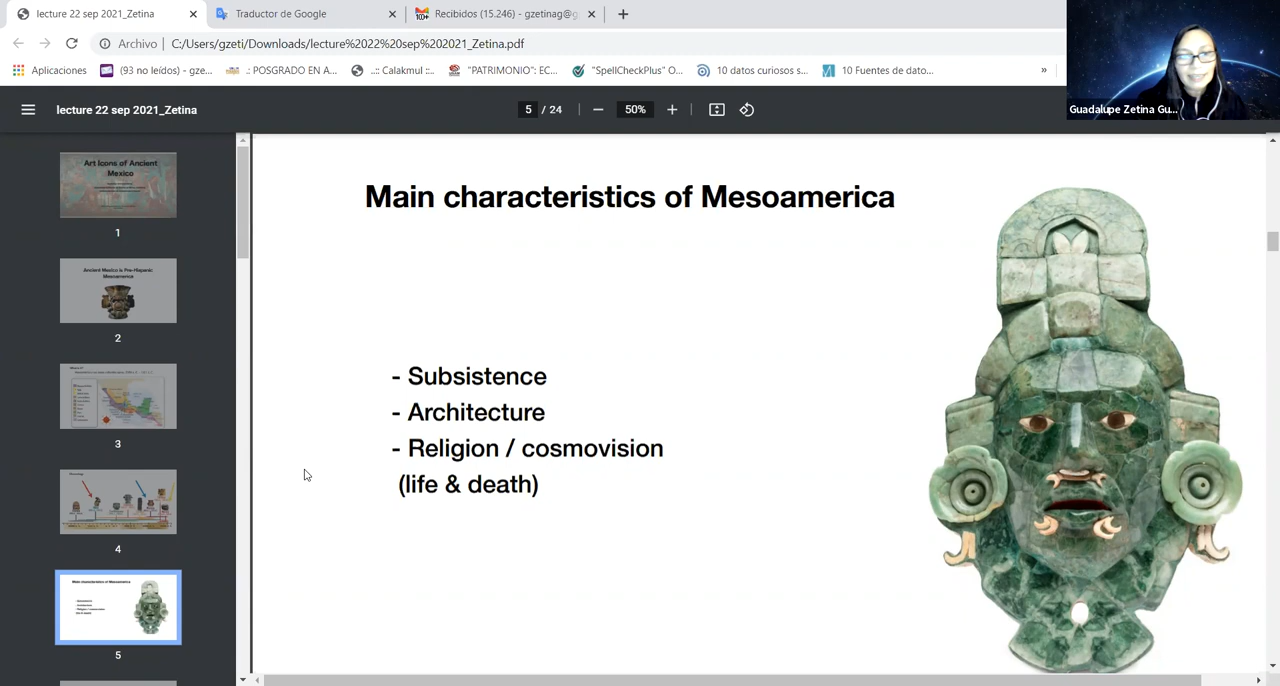 lecture 22 sep 2021_Zetina
Traductor de Google
Recibidos (15.246) - gzetinag@g
Archivo
C:/Users/gzeti/Downloads/lecture%2022%20sep%202021_Zetina.pdf
Aplicaciones
(93 no leídos) - gze...
.: POSGRADO EN A...
..:: Calakmul ::..
"PATRIMONIO": EC...
"SpellCheckPlus" O...
10 datos curiosos s...
10 Fuentes de dato...
»
Guadalupe Zetina Gu...
lecture 22 sep 2021_Zetina
5 / 24
50%
Art Icons of Ancient
Mexico
1
Ancient Mexico is Pre-Hispanic
Mesoamerica
2
3
4
Main characteristics of Mesoamerica
5
Main characteristics of Mesoamerica
- Subsistence
- Architecture
- Religion / cosmovision
(life & death)